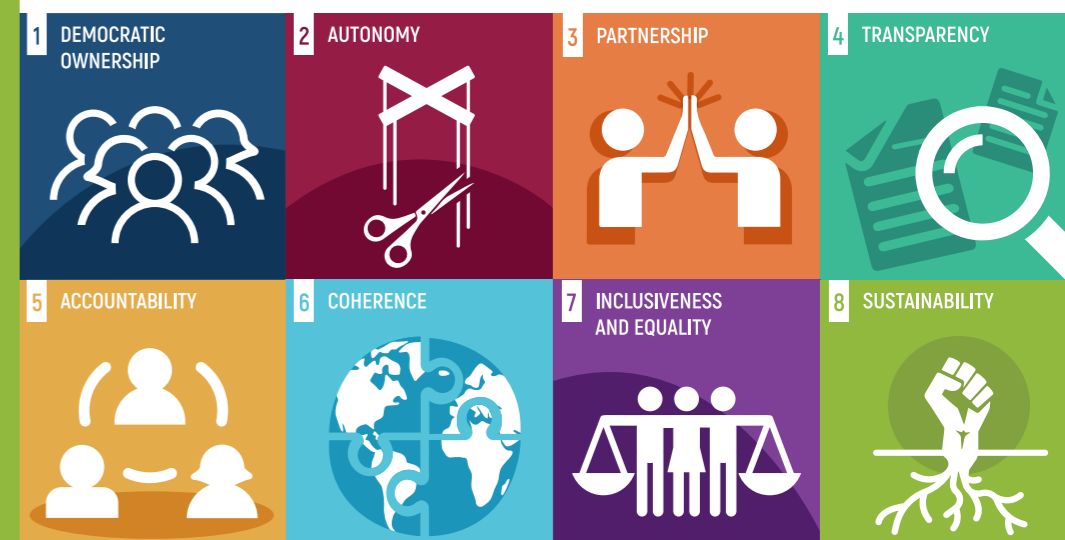 1 DEMOCRATIC
OWNERSHIP
2 AUTONOMY
3 PARTNERSHIP
4 TRANSPARENCY
5 ACCOUNTABILITY
6 COHERENCE
7 INCLUSIVENESS
AND EQUALITY
8 SUSTAINABILITY